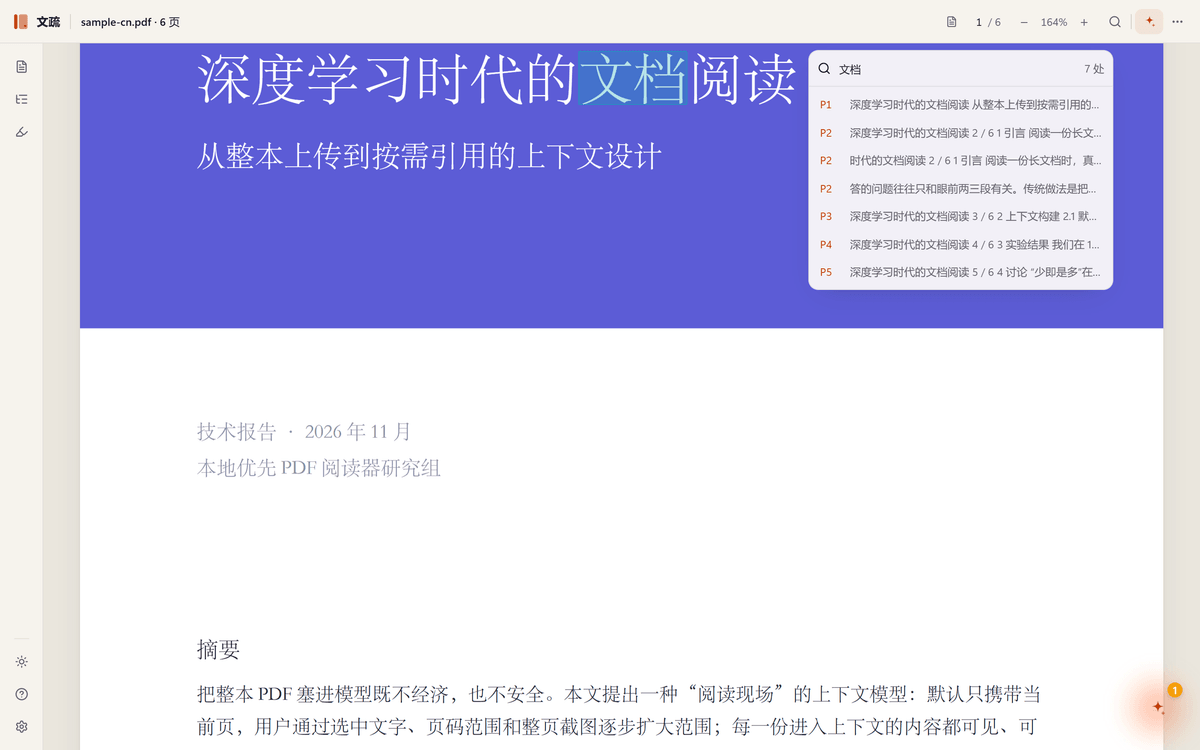 文疏 sample-cn.pdf · 6 页 1 / 6 − 164% +
深度学习时代的文档阅读
从整本上传到按需引用的上下文设计
文档 7 处
P1 深度学习时代的文档阅读 从整本上传到按需引用的...
P2 深度学习时代的文档阅读 2 / 6 1 引言 阅读一份长文...
P2 时代的文档阅读 2 / 6 1 引言 阅读一份长文档时，真...
P2 答的问题往往只和眼前两三段有关。传统做法是把...
P3 深度学习时代的文档阅读 3 / 6 2 上下文构建 2.1 默...
P4 深度学习时代的文档阅读 4 / 6 3 实验结果 我们在 1...
P5 深度学习时代的文档阅读 5 / 6 4 讨论 “少即是多”在...
技术报告 · 2026 年 11 月
本地优先 PDF 阅读器研究组
摘要
把整本 PDF 塞进模型既不经济，也不安全。本文提出一种“阅读现场”的上下文模型：默认只携带当
前页，用户通过选中文字、页码范围和整页截图逐步扩大范围；每一份进入上下文的内容都可见、可
1